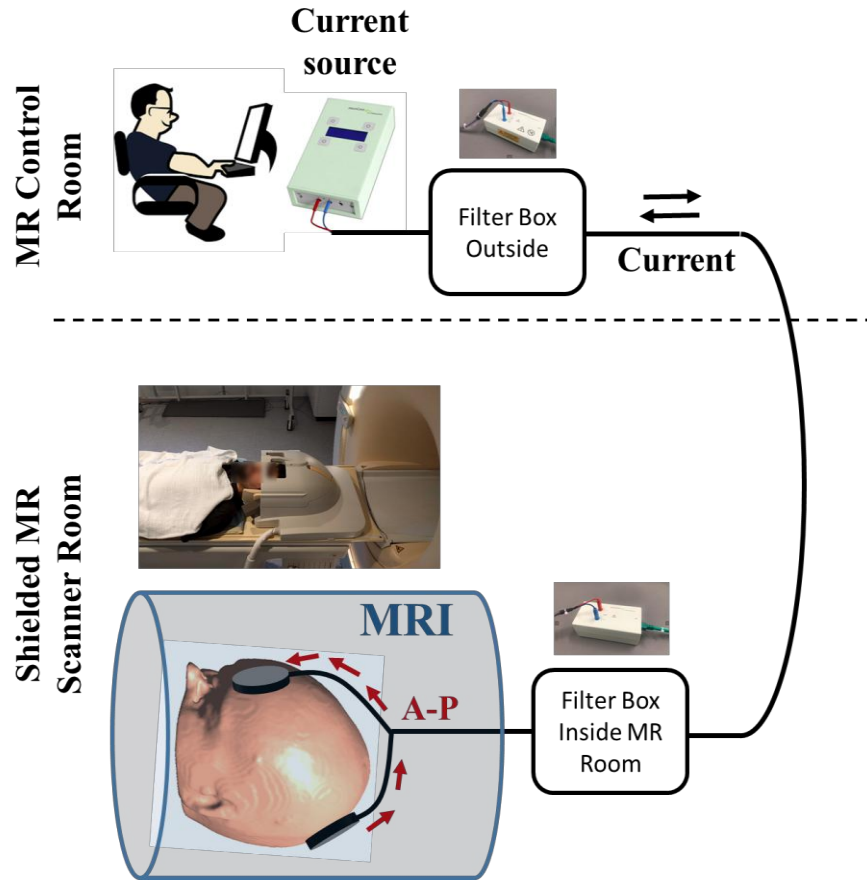 Current
source
MR Control
Room
Filter Box
Outside
Current
Shielded MR
Scanner Room
MRI
A-P
Filter Box
Inside MR
Room